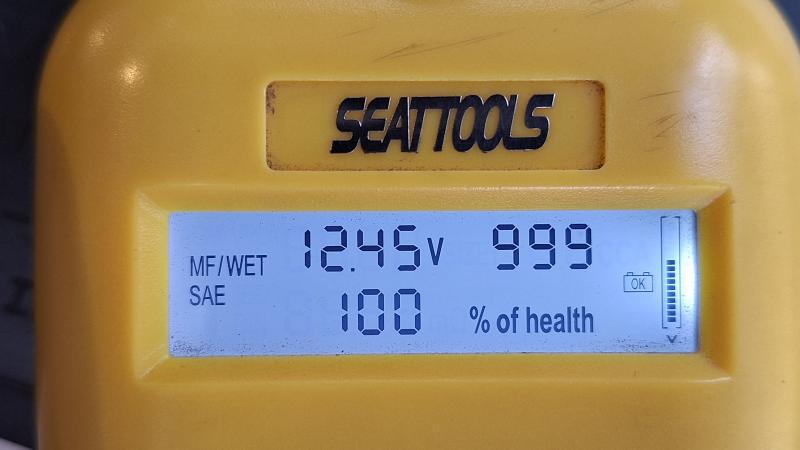 SEATTOOLS
MF/WET 12.45V 999
SAE 100 % of health
OK
V